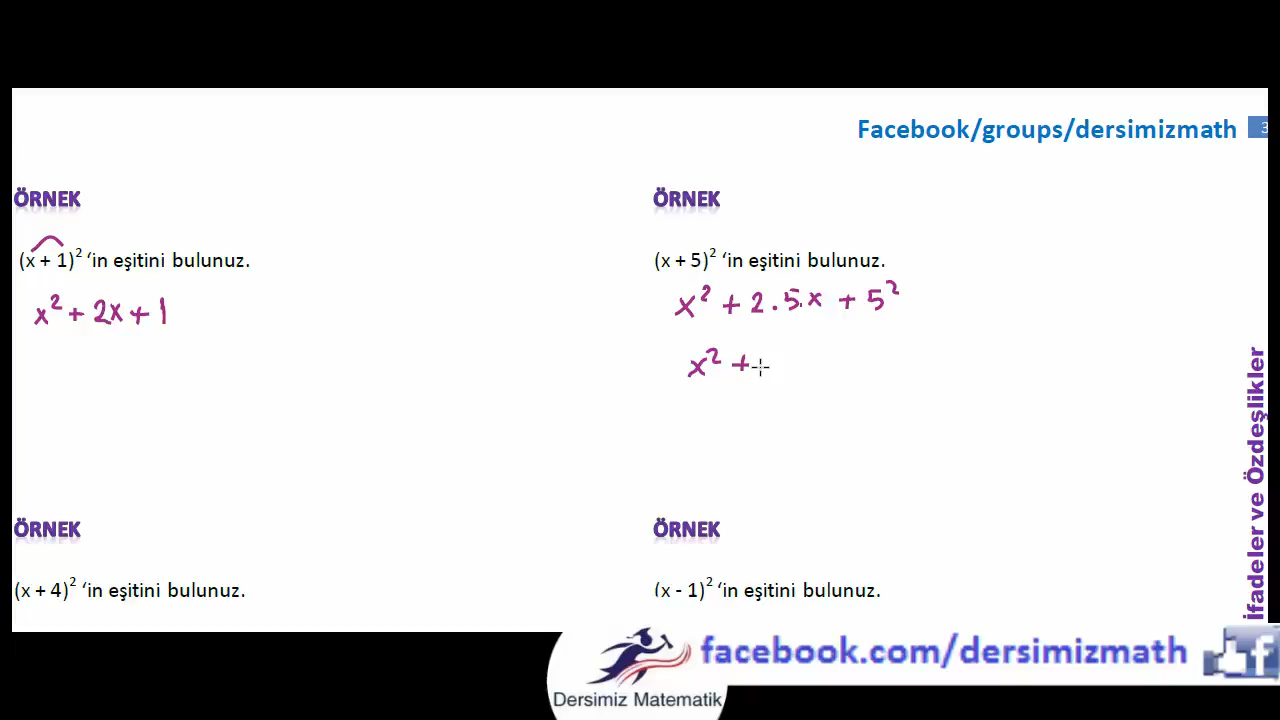 Facebook/groups/dersimizmath 3
ÖRNEK
(x + 1)² ‘in eşitini bulunuz.
x² + 2x + 1
ÖRNEK
(x + 5)² ‘in eşitini bulunuz.
x² + 2.5.x + 5²
x² +
ÖRNEK
(x + 4)² ‘in eşitini bulunuz.
ÖRNEK
(x - 1)² ‘in eşitini bulunuz.
İfadeler ve Özdeşlikler
facebook.com/dersimizmath
Dersimiz Matematik